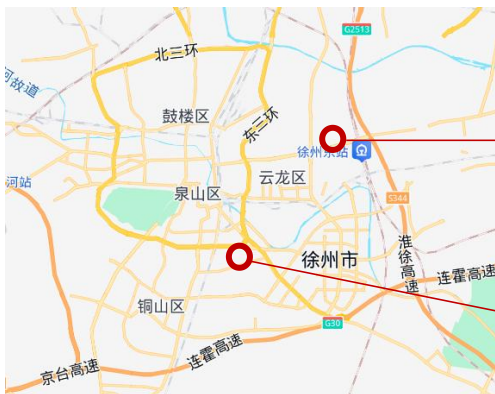 G2513
北三环
故道
鼓楼区
东三环
徐州东站
云龙区
泉山区
河站
S344
淮徐高速
徐州市
连霍高速
铜山区
G30
连霍高速
京台高速